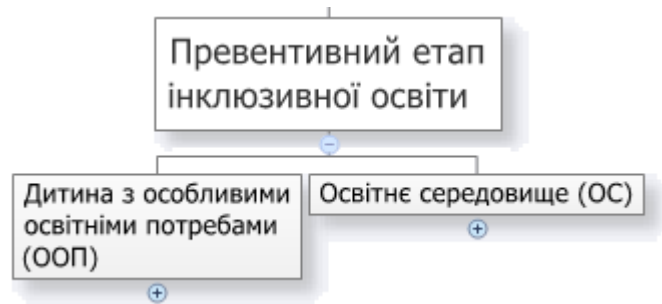 Превентивний етап
інклюзивної освіти
Дитина з особливими
освітніми потребами
(ООП)
Освітнє середовище (ОС)